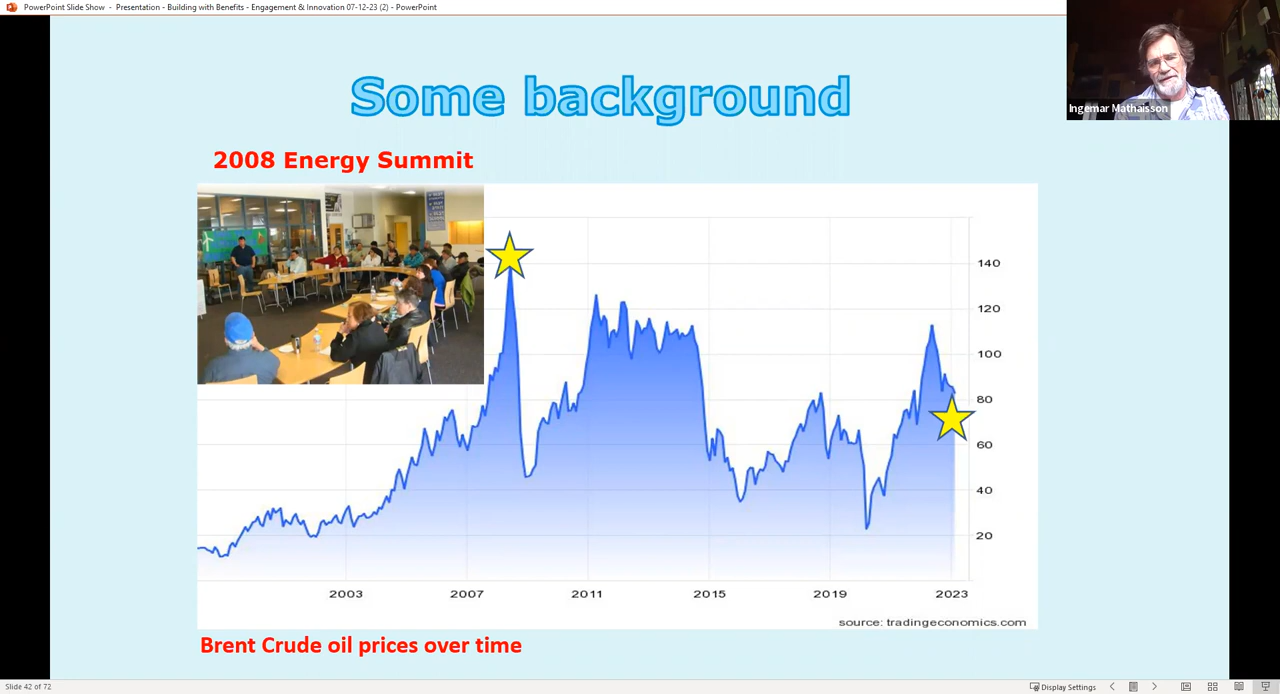 PowerPoint Slide Show - Presentation - Building with Benefits - Engagement & Innovation 07-12-23 (2) - PowerPoint
Ingemar Mathaisson
Some background
2008 Energy Summit
140
120
100
80
60
40
20
2003 2007 2011 2015 2019 2023
source: tradingeconomics.com
Brent Crude oil prices over time
Slide 42 of 72
Display Settings